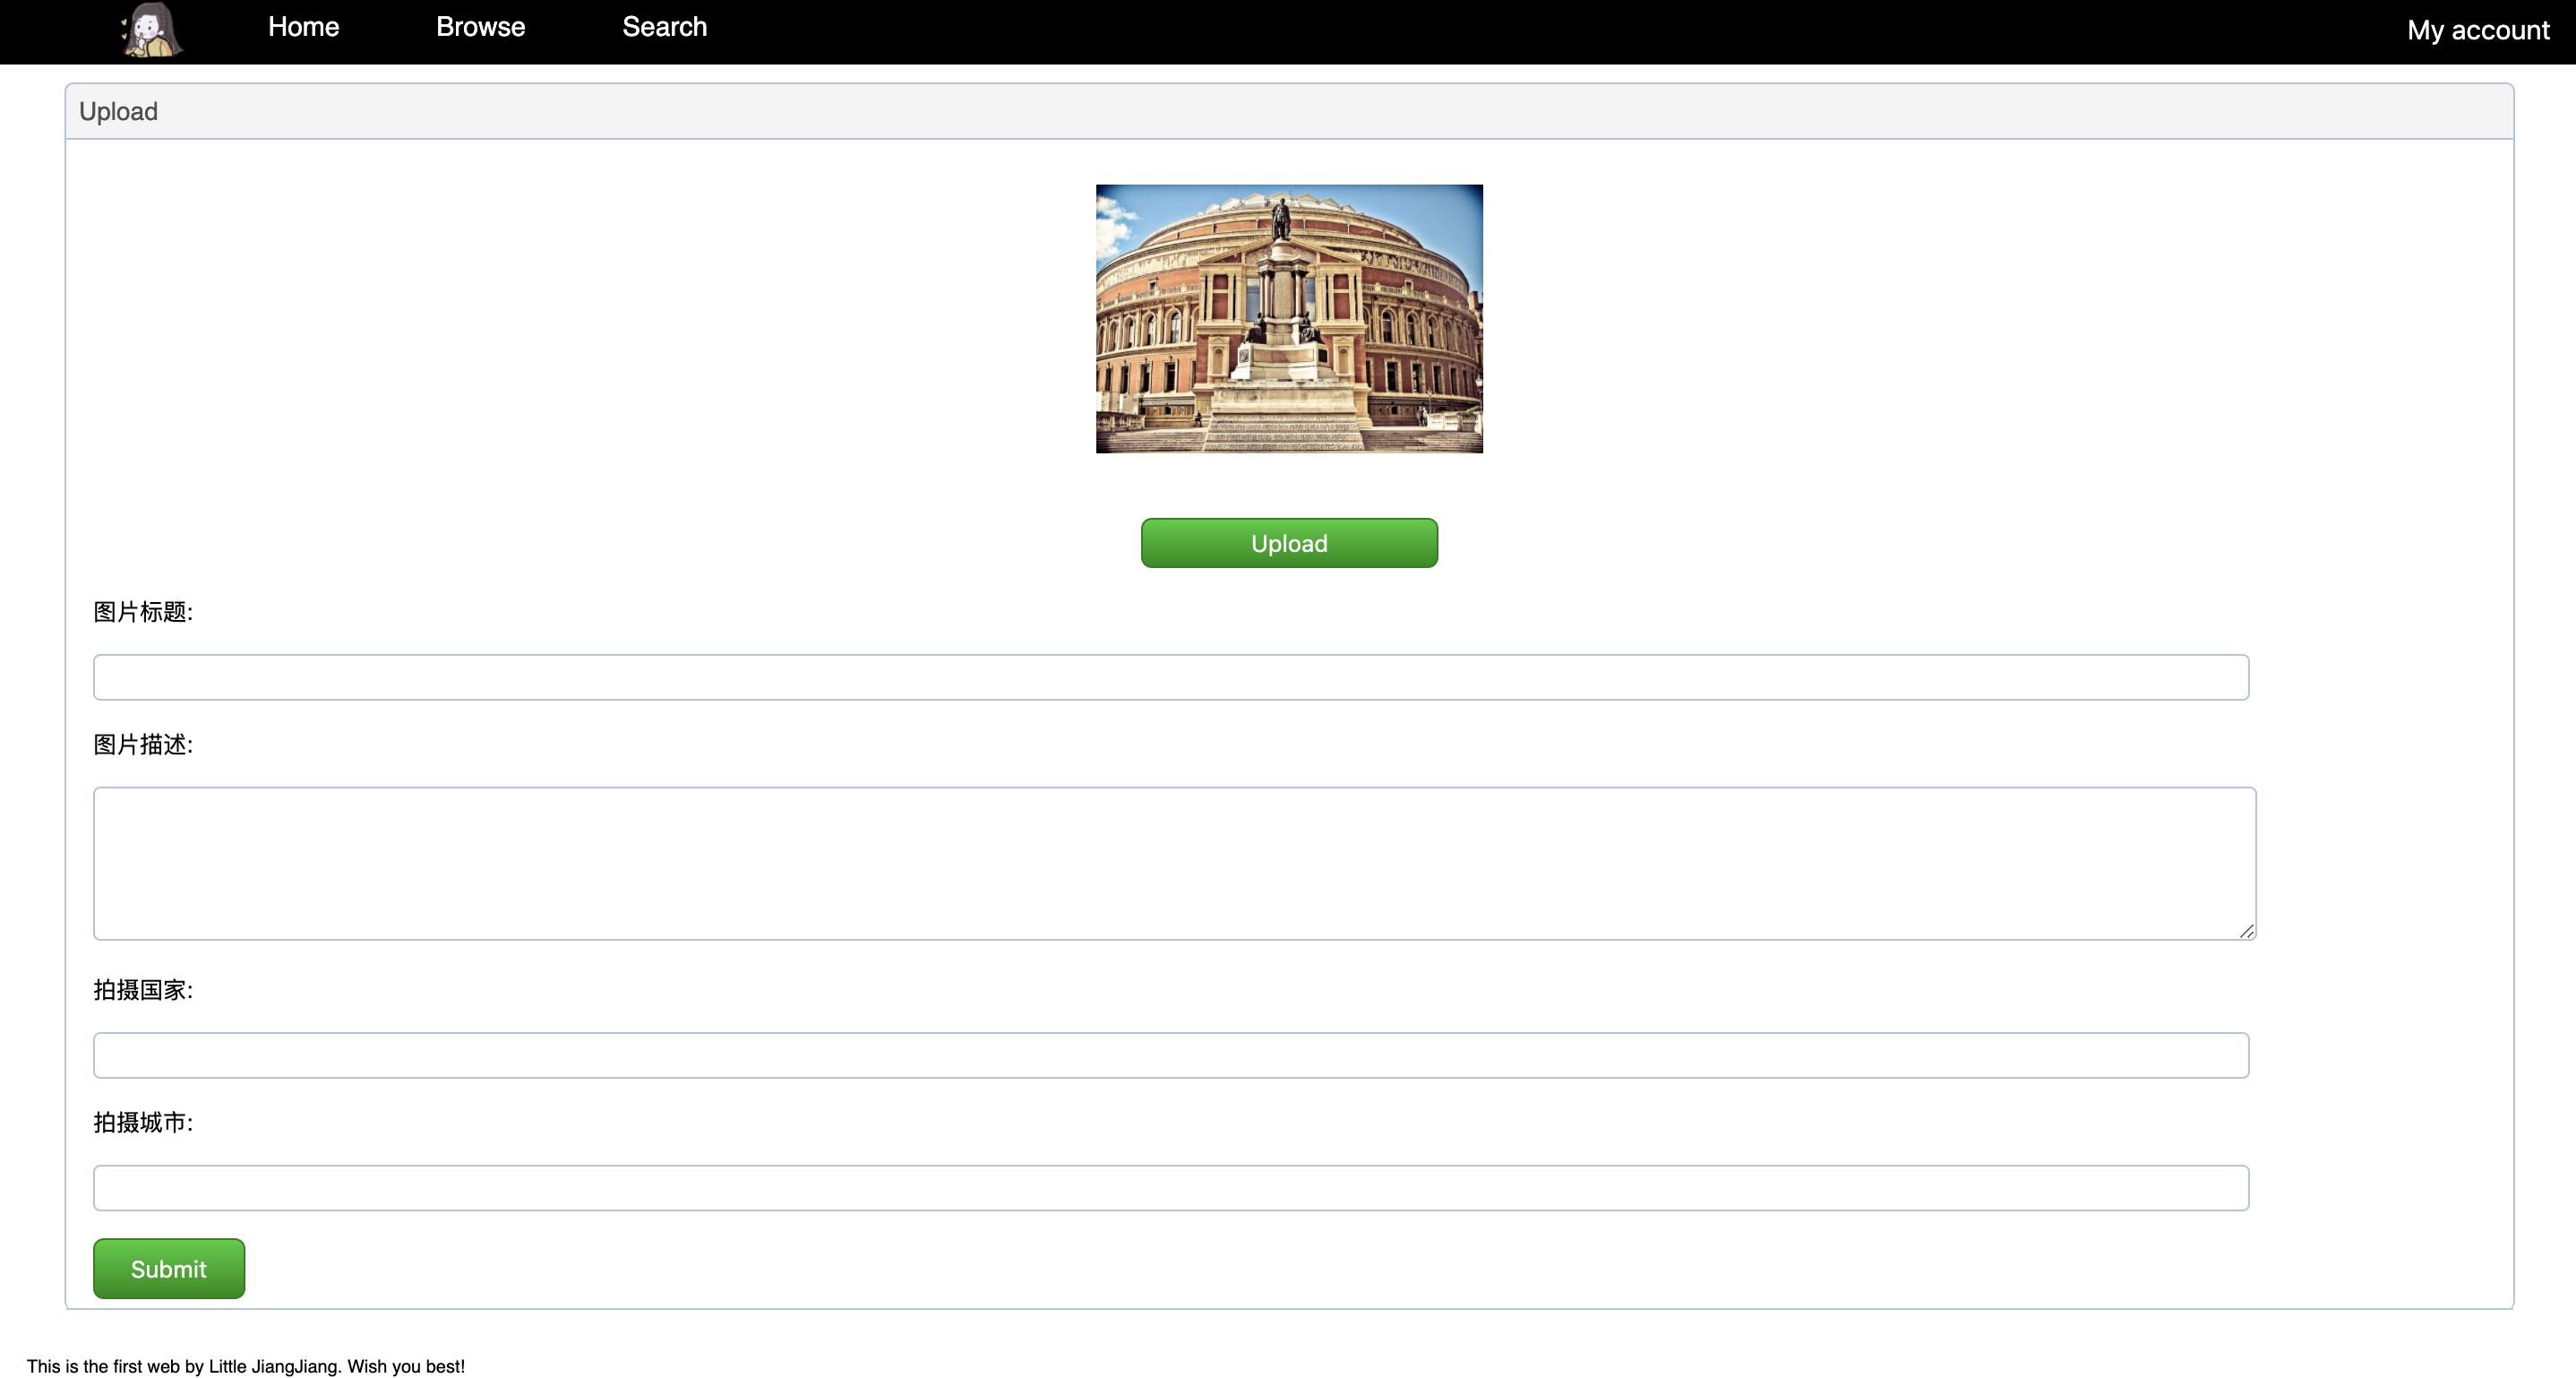 Home Browse Search My account
Upload
Upload
图片标题:
图片描述:
拍摄国家:
拍摄城市:
Submit
This is the first web by Little JiangJiang. Wish you best!